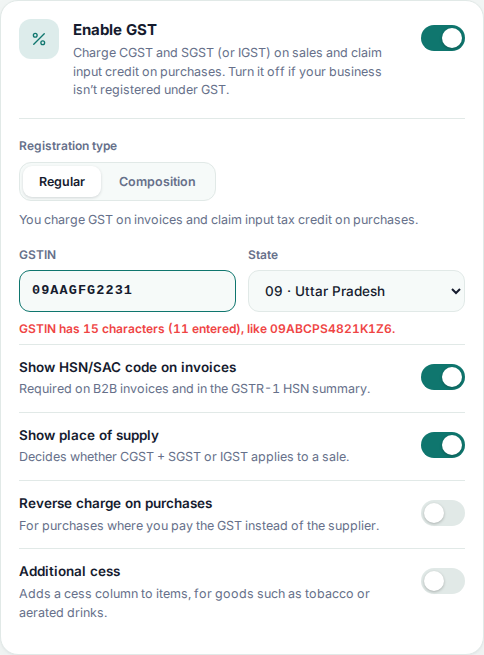 %
Enable GST
Charge CGST and SGST (or IGST) on sales and claim
input credit on purchases. Turn it off if your business
isn't registered under GST.
Registration type
Regular Composition
You charge GST on invoices and claim input tax credit on purchases.
GSTIN State
09AAGFG2231 09 · Uttar Pradesh
GSTIN has 15 characters (11 entered), like 09ABCPS4821K1Z6.
Show HSN/SAC code on invoices
Required on B2B invoices and in the GSTR-1 HSN summary.
Show place of supply
Decides whether CGST + SGST or IGST applies to a sale.
Reverse charge on purchases
For purchases where you pay the GST instead of the supplier.
Additional cess
Adds a cess column to items, for goods such as tobacco or
aerated drinks.